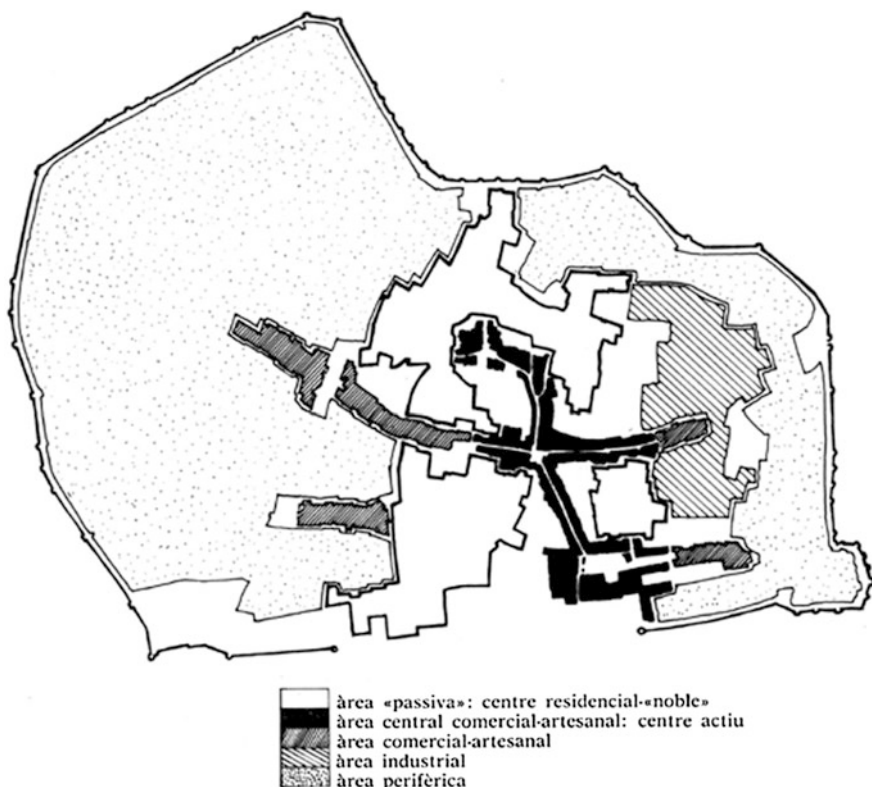 àrea «passiva»: centre residencial-«noble»
àrea central comercial-artesanal: centre actiu
àrea comercial-artesanal
àrea industrial
àrea perifèrica